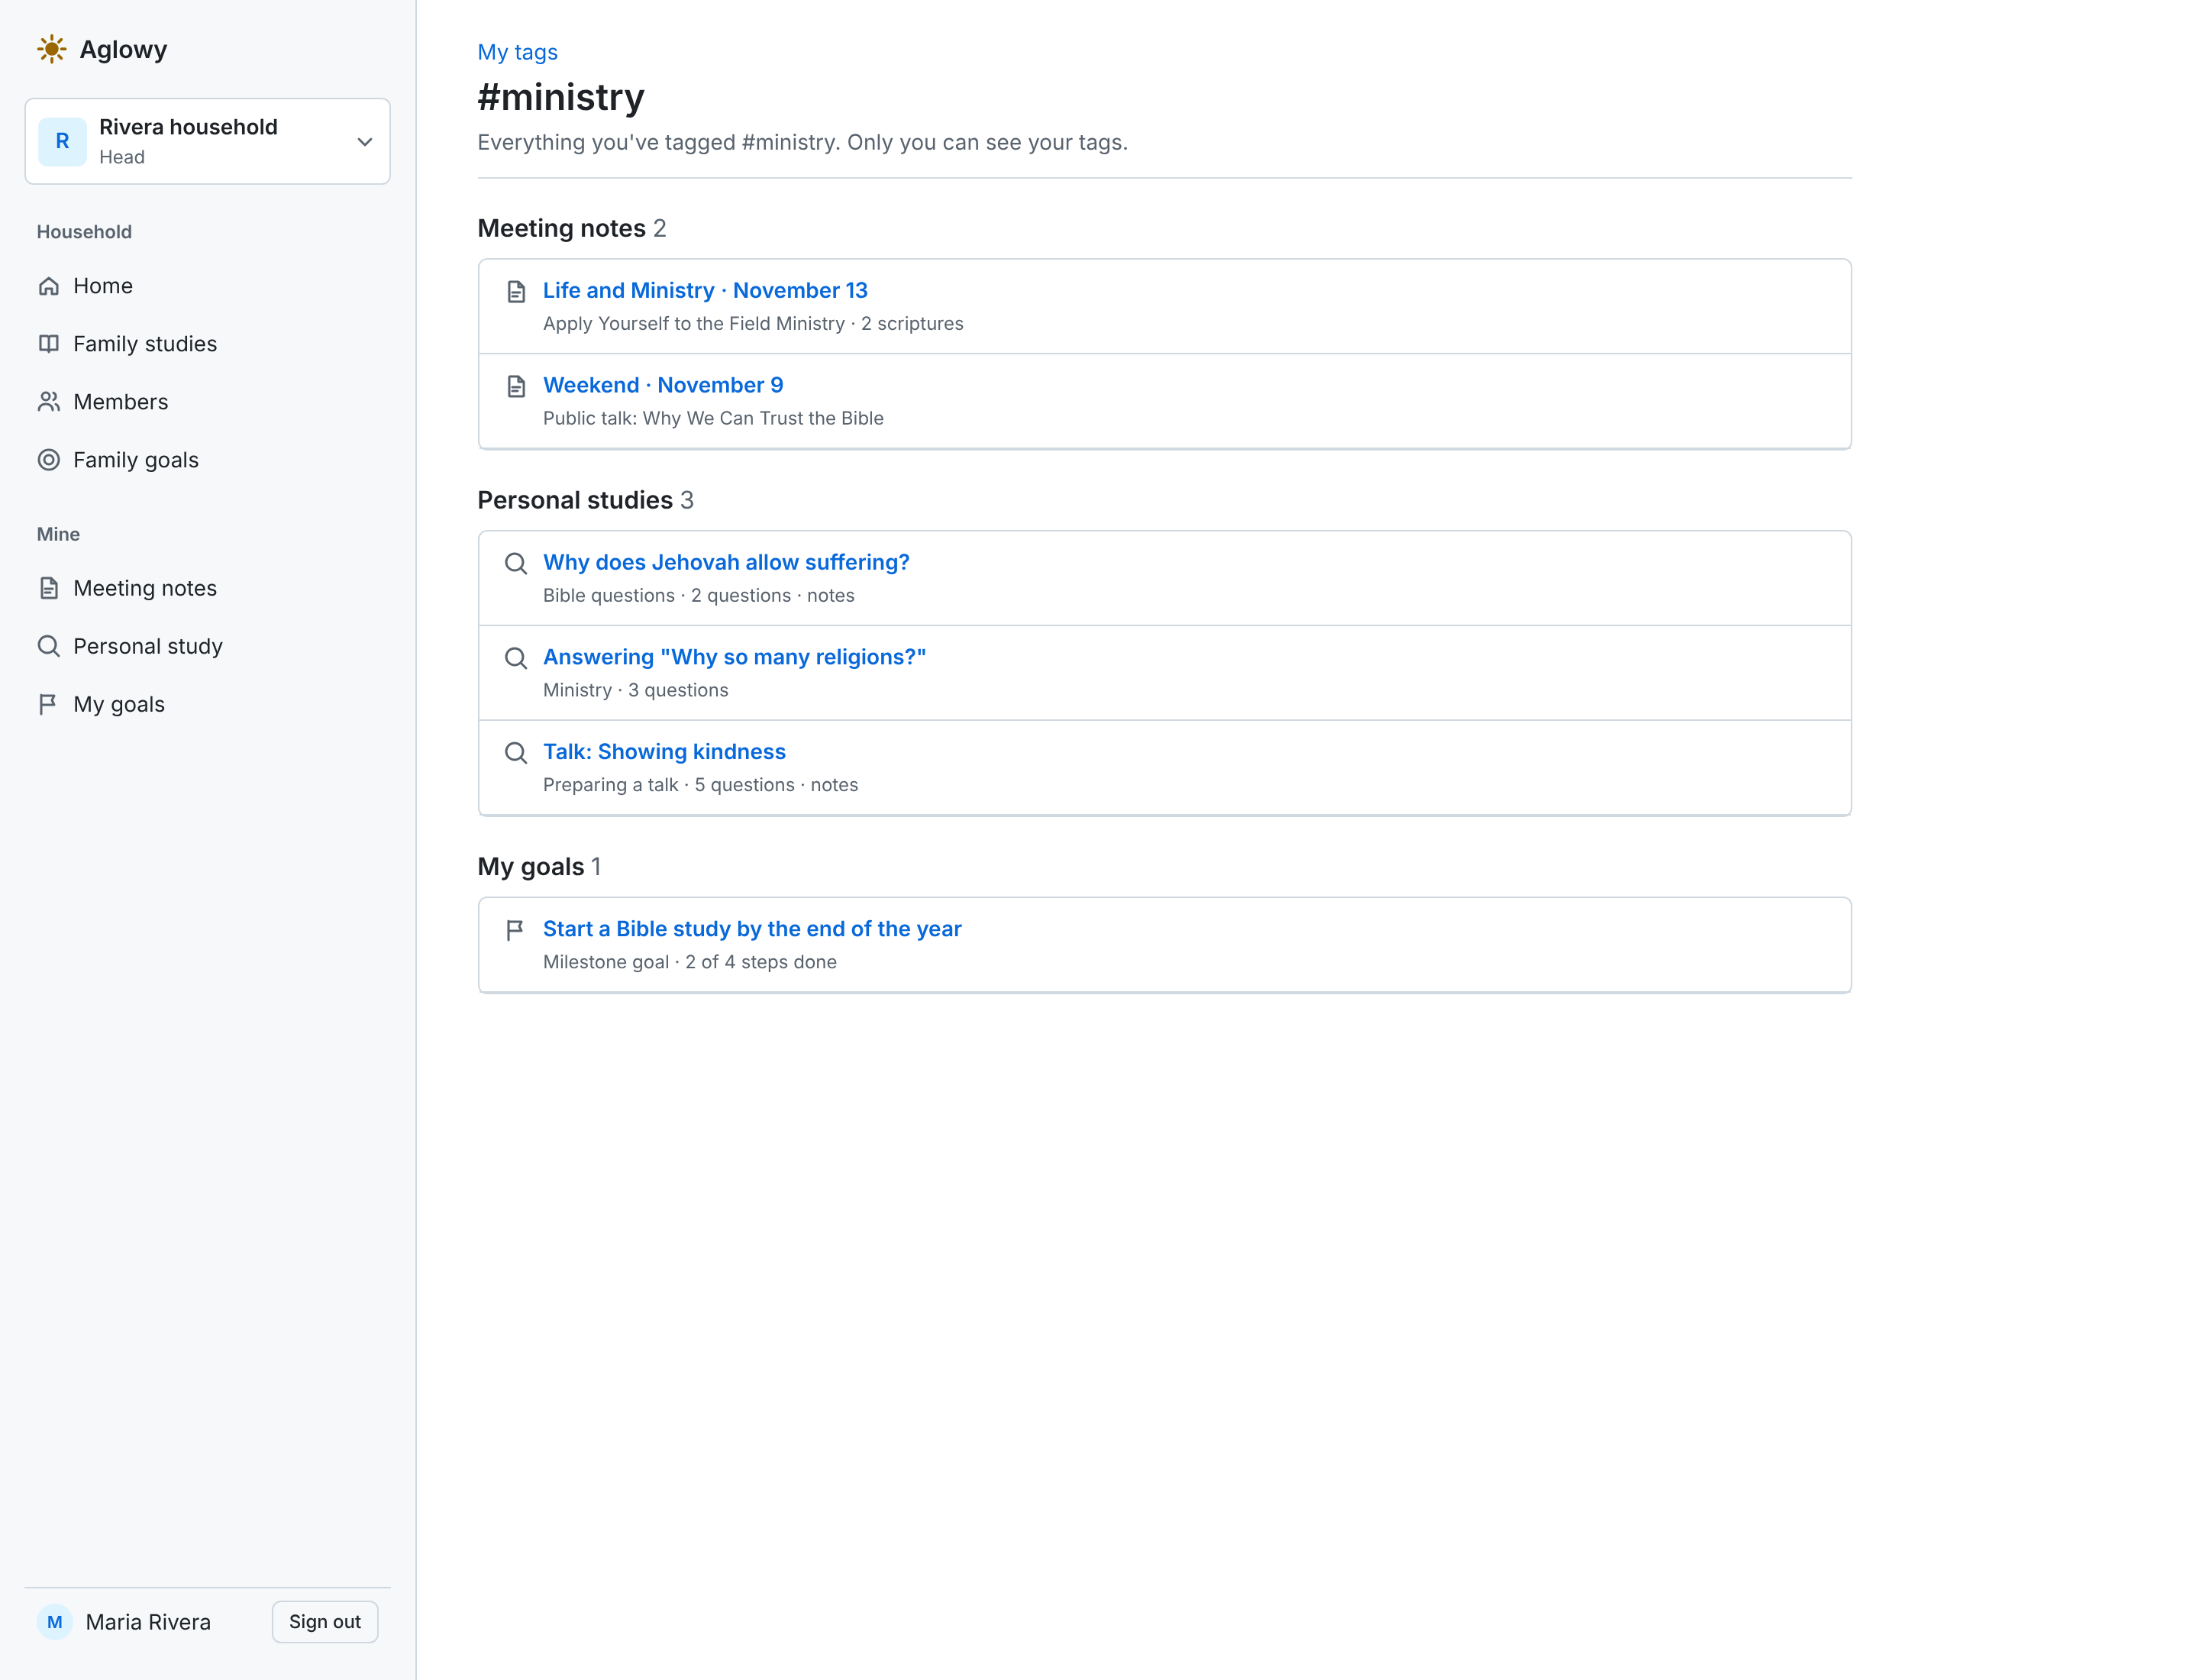 Aglowy
R
Rivera household
Head
Household
Home
Family studies
Members
Family goals
Mine
Meeting notes
Personal study
My goals
M
Maria Rivera
Sign out
My tags
#ministry
Everything you've tagged #ministry. Only you can see your tags.
Meeting notes 2
Life and Ministry · November 13
Apply Yourself to the Field Ministry · 2 scriptures
Weekend · November 9
Public talk: Why We Can Trust the Bible
Personal studies 3
Why does Jehovah allow suffering?
Bible questions · 2 questions · notes
Answering "Why so many religions?"
Ministry · 3 questions
Talk: Showing kindness
Preparing a talk · 5 questions · notes
My goals 1
Start a Bible study by the end of the year
Milestone goal · 2 of 4 steps done